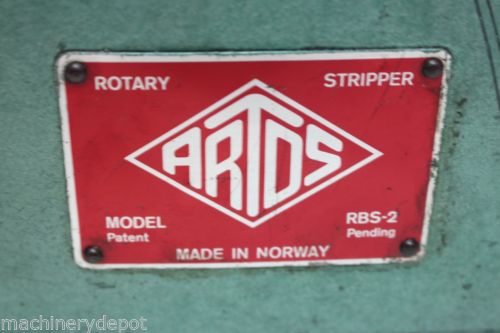 ROTARY STRIPPER
ARTOS
MODEL RBS-2
Patent Pending
MADE IN NORWAY
machinerydepot